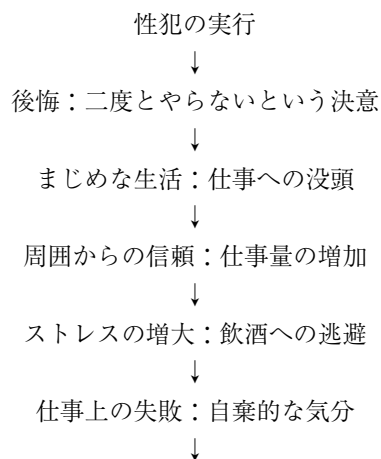 性犯の実行
↓
後悔：二度とやらないという決意
↓
まじめな生活：仕事への没頭
↓
周囲からの信頼：仕事量の増加
↓
ストレスの増大：飲酒への逃避
↓
仕事上の失敗：自棄的な気分
↓